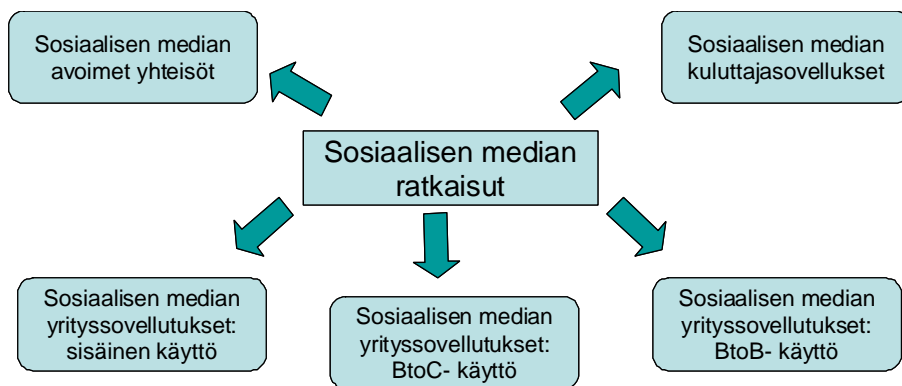 Sosiaalisen median
avoimet yhteisöt
Sosiaalisen median
kuluttajasovellukset
Sosiaalisen median
ratkaisut
Sosiaalisen median
yrityssovellutukset:
sisäinen käyttö
Sosiaalisen median
yrityssovellutukset:
BtoC- käyttö
Sosiaalisen median
yrityssovellutukset:
BtoB- käyttö